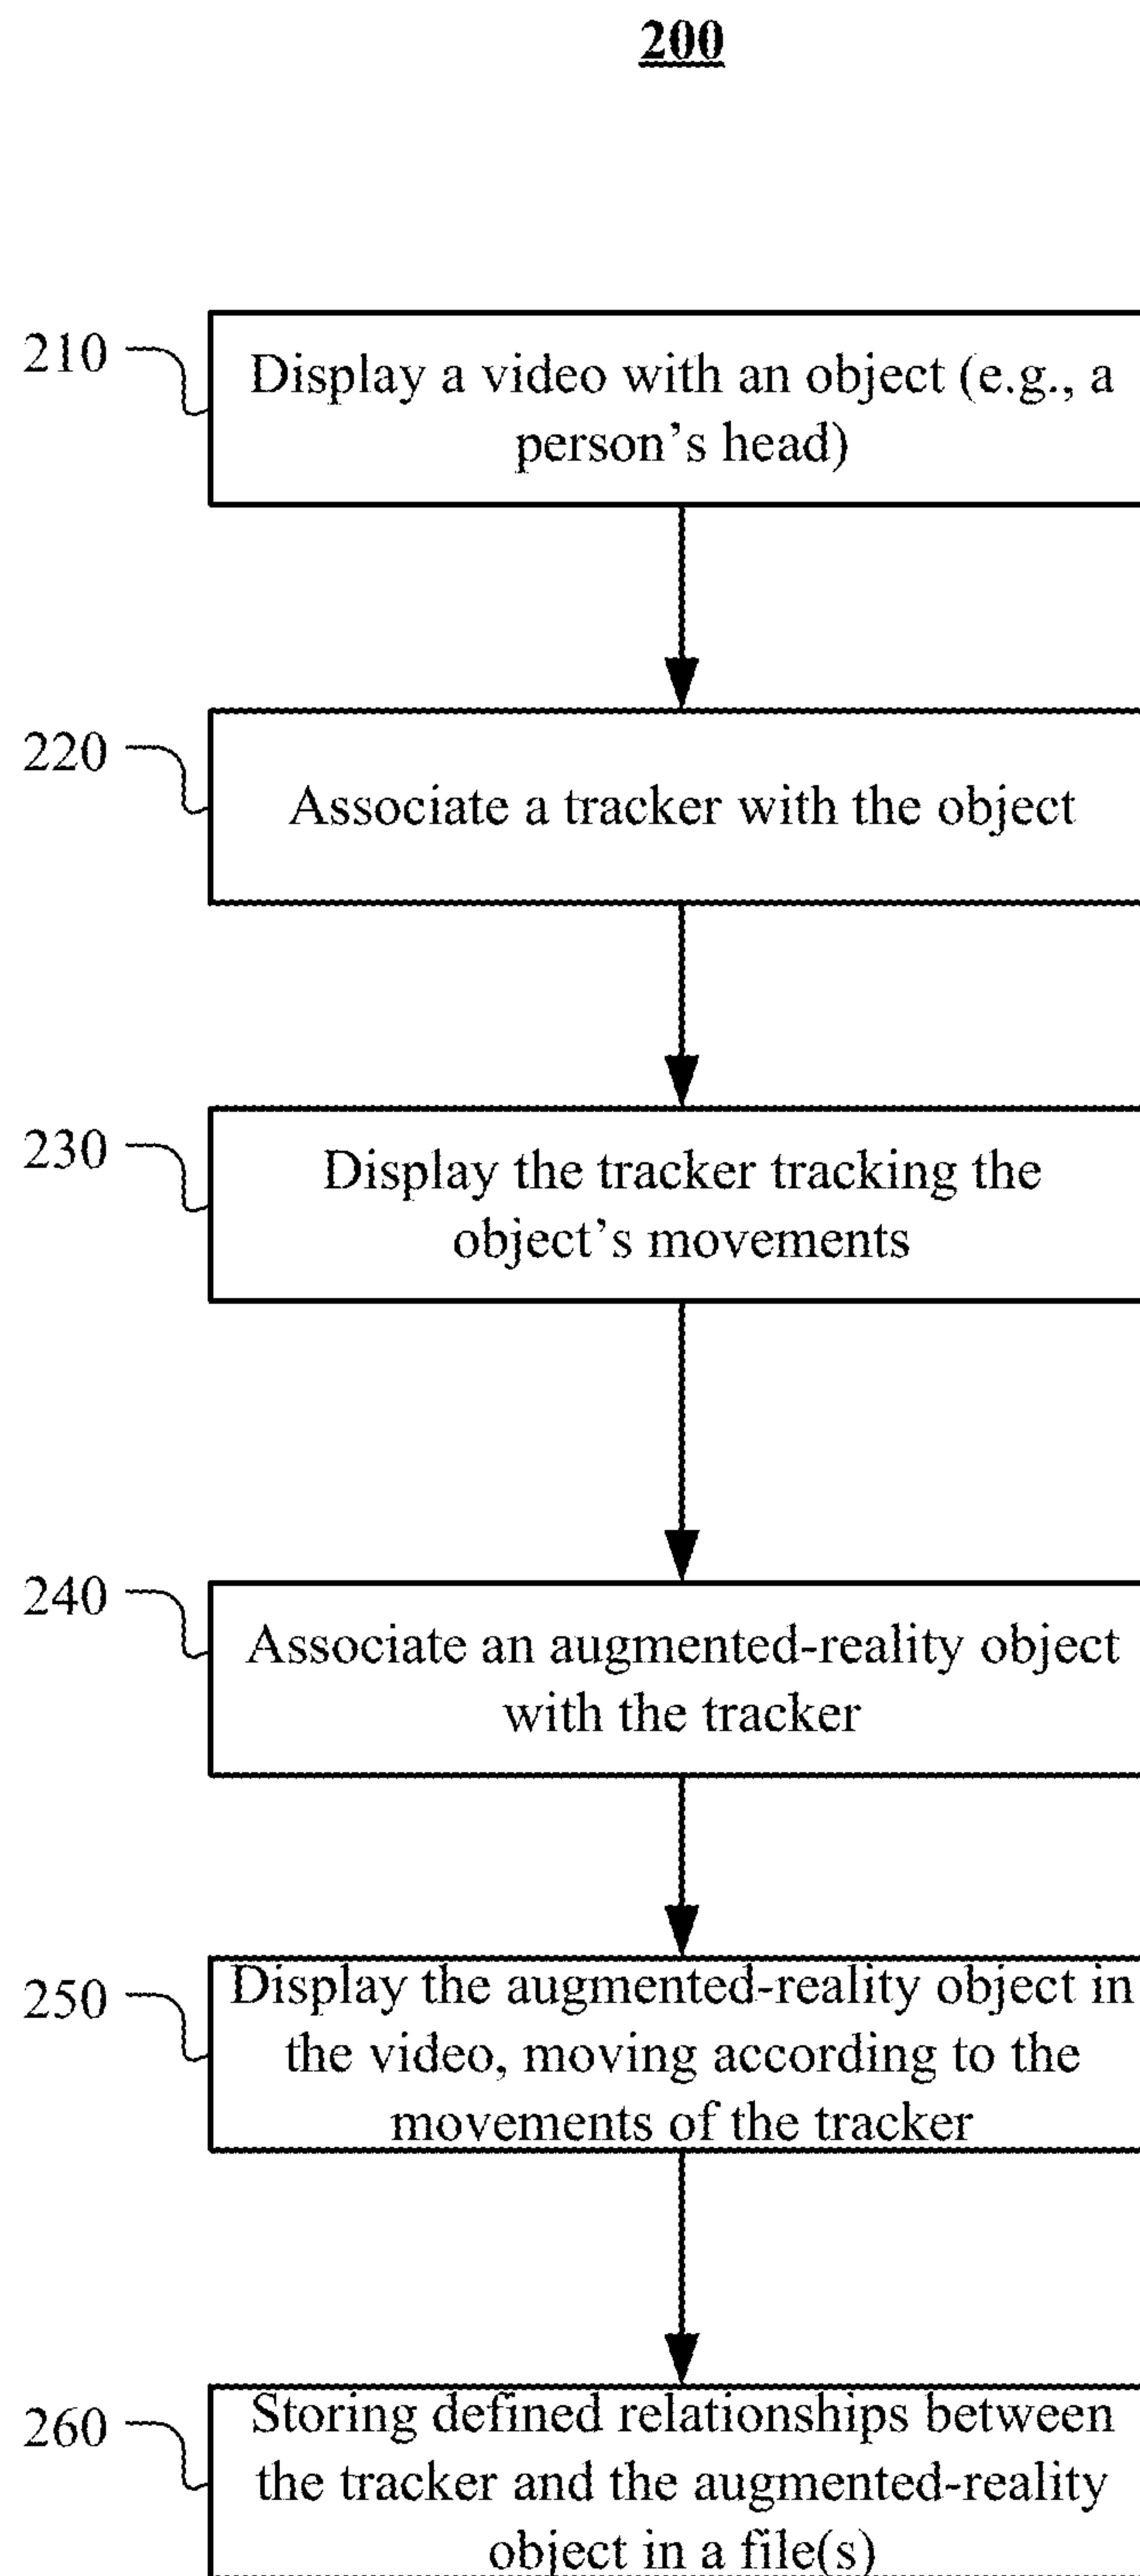 200
210
Display a video with an object (e.g., a
person's head)
220
Associate a tracker with the object
230
Display the tracker tracking the
object's movements
240
Associate an augmented-reality object
with the tracker
250
Display the augmented-reality object in
the video, moving according to the
movements of the tracker
260
Storing defined relationships between
the tracker and the augmented-reality
object in a file(s)